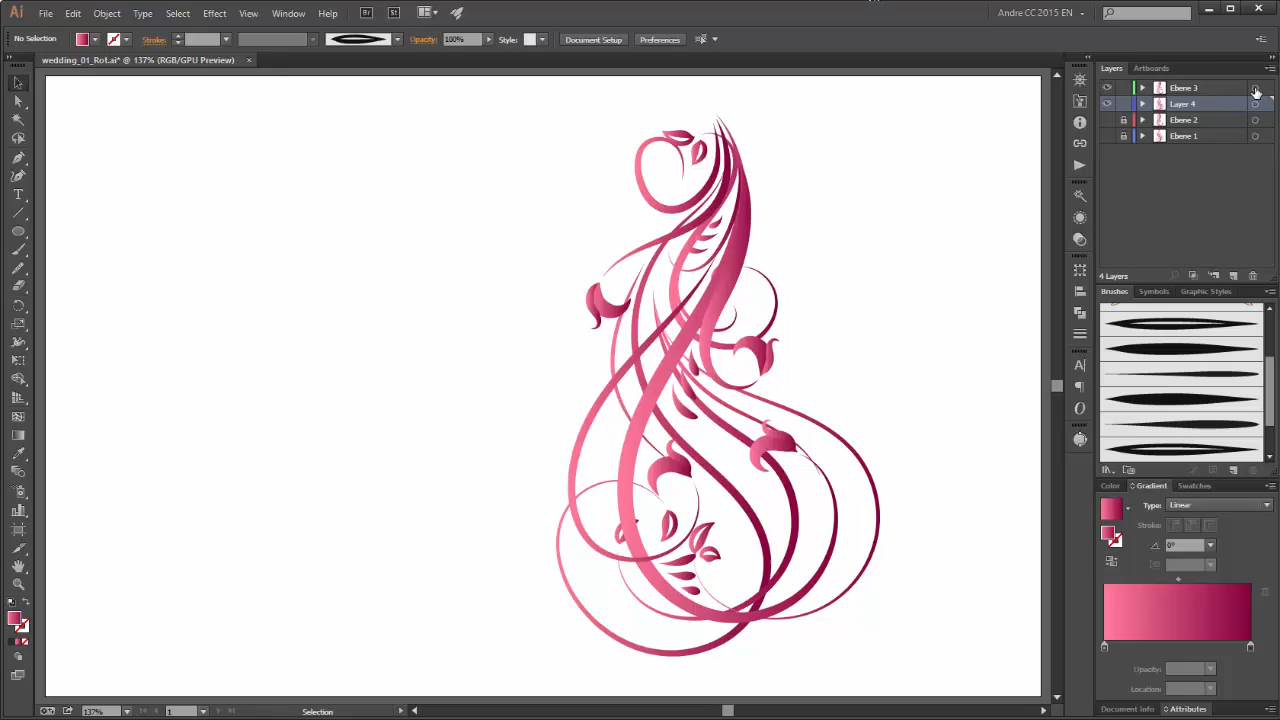 Ai File Edit Object Type Select Effect View Window Help Br St Andre CC 2015 EN
No Selection Stroke: Opacity: 100% Style: Document Setup Preferences
wedding_01_Rot.ai* @ 137% (RGB/GPU Preview) ×
Layers Artboards
Ebene 3
Layer 4
Ebene 2
Ebene 1
4 Layers
Brushes Symbols Graphic Styles
Color Gradient Swatches
Type: Linear
Stroke:
0°
Opacity:
Location:
137% 1 Selection
Document Info Attributes